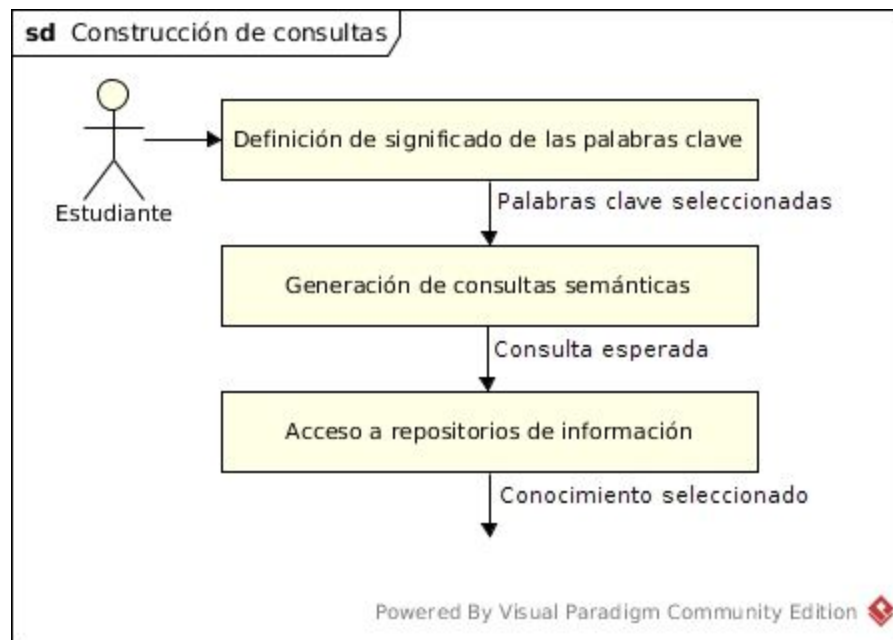 sd Construcción de consultas
Definición de significado de las palabras clave
Estudiante
Palabras clave seleccionadas
Generación de consultas semánticas
Consulta esperada
Acceso a repositorios de información
Conocimiento seleccionado
Powered By Visual Paradigm Community Edition